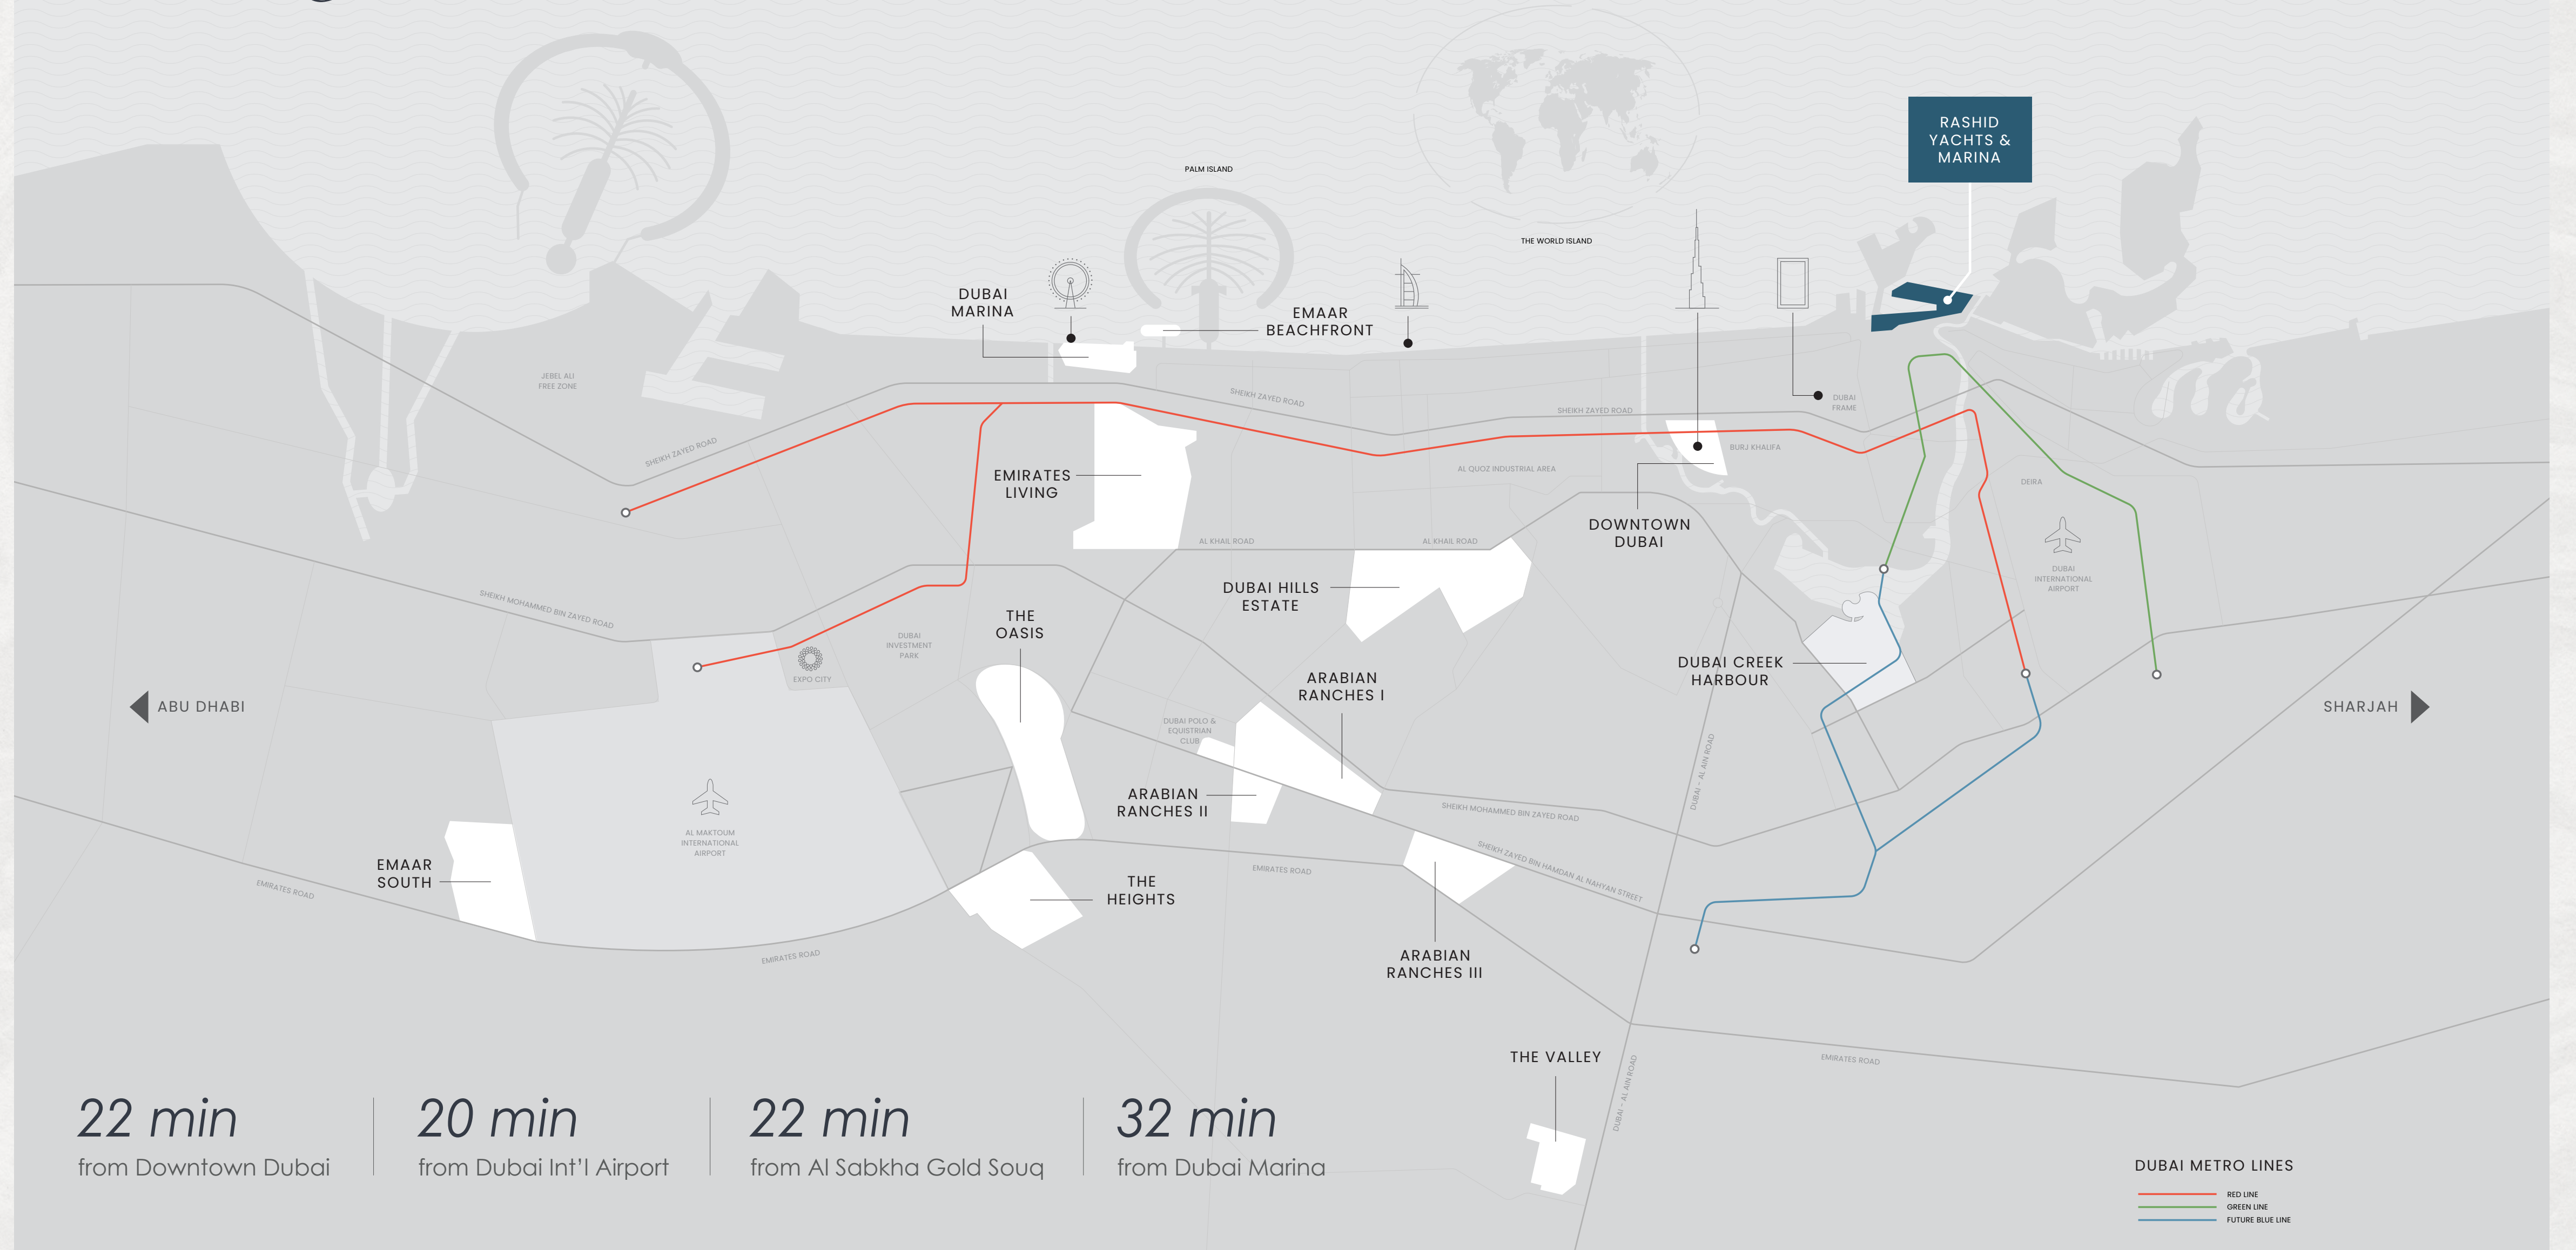 RASHID
YACHTS &
MARINA
PALM ISLAND
THE WORLD ISLAND
DUBAI
MARINA
EMAAR
BEACHFRONT
JEBEL ALI
FREE ZONE
SHEIKH ZAYED ROAD
SHEIKH ZAYED ROAD
SHEIKH ZAYED ROAD
DUBAI
FRAME
BURJ KHALIFA
AL QUOZ INDUSTRIAL AREA
DEIRA
EMIRATES
LIVING
DOWNTOWN
DUBAI
AL KHAIL ROAD
AL KHAIL ROAD
DUBAI
INTERNATIONAL
AIRPORT
DUBAI HILLS
ESTATE
SHEIKH MOHAMMED BIN ZAYED ROAD
THE
OASIS
DUBAI
INVESTMENT
PARK
EXPO CITY
DUBAI CREEK
HARBOUR
ARABIAN
RANCHES I
ABU DHABI
SHARJAH
DUBAI POLO &
EQUISTRIAN
CLUB
DUBAI - AL AIN ROAD
ARABIAN
RANCHES II
SHEIKH MOHAMMED BIN ZAYED ROAD
AL MAKTOUM
INTERNATIONAL
AIRPORT
SHEIKH ZAYED BIN HAMDAN AL NAHYAN STREET
EMAAR
SOUTH
EMIRATES ROAD
EMIRATES ROAD
THE
HEIGHTS
EMIRATES ROAD
ARABIAN
RANCHES III
THE VALLEY
EMIRATES ROAD
DUBAI - AL AIN ROAD
22 min
from Downtown Dubai
20 min
from Dubai Int'l Airport
22 min
from Al Sabkha Gold Souq
32 min
from Dubai Marina
DUBAI METRO LINES
RED LINE
GREEN LINE
FUTURE BLUE LINE